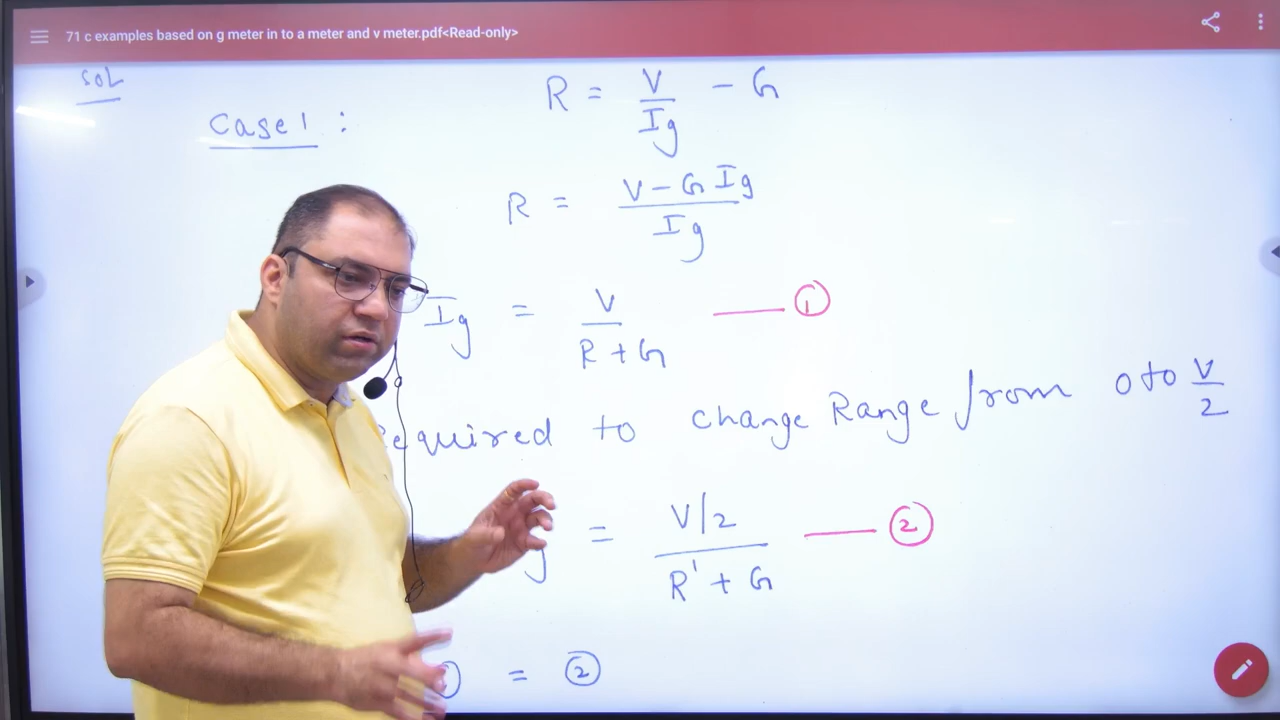 71 c examples based on g meter in to a meter and v meter.pdf<Read-only>
SOL
R = V/Ig - G
Case 1 :
R = V - G Ig / Ig
Ig = V / R + G —— ①
to change Range from 0 to V/2
= V/2 / R' + G —— ②
= ②